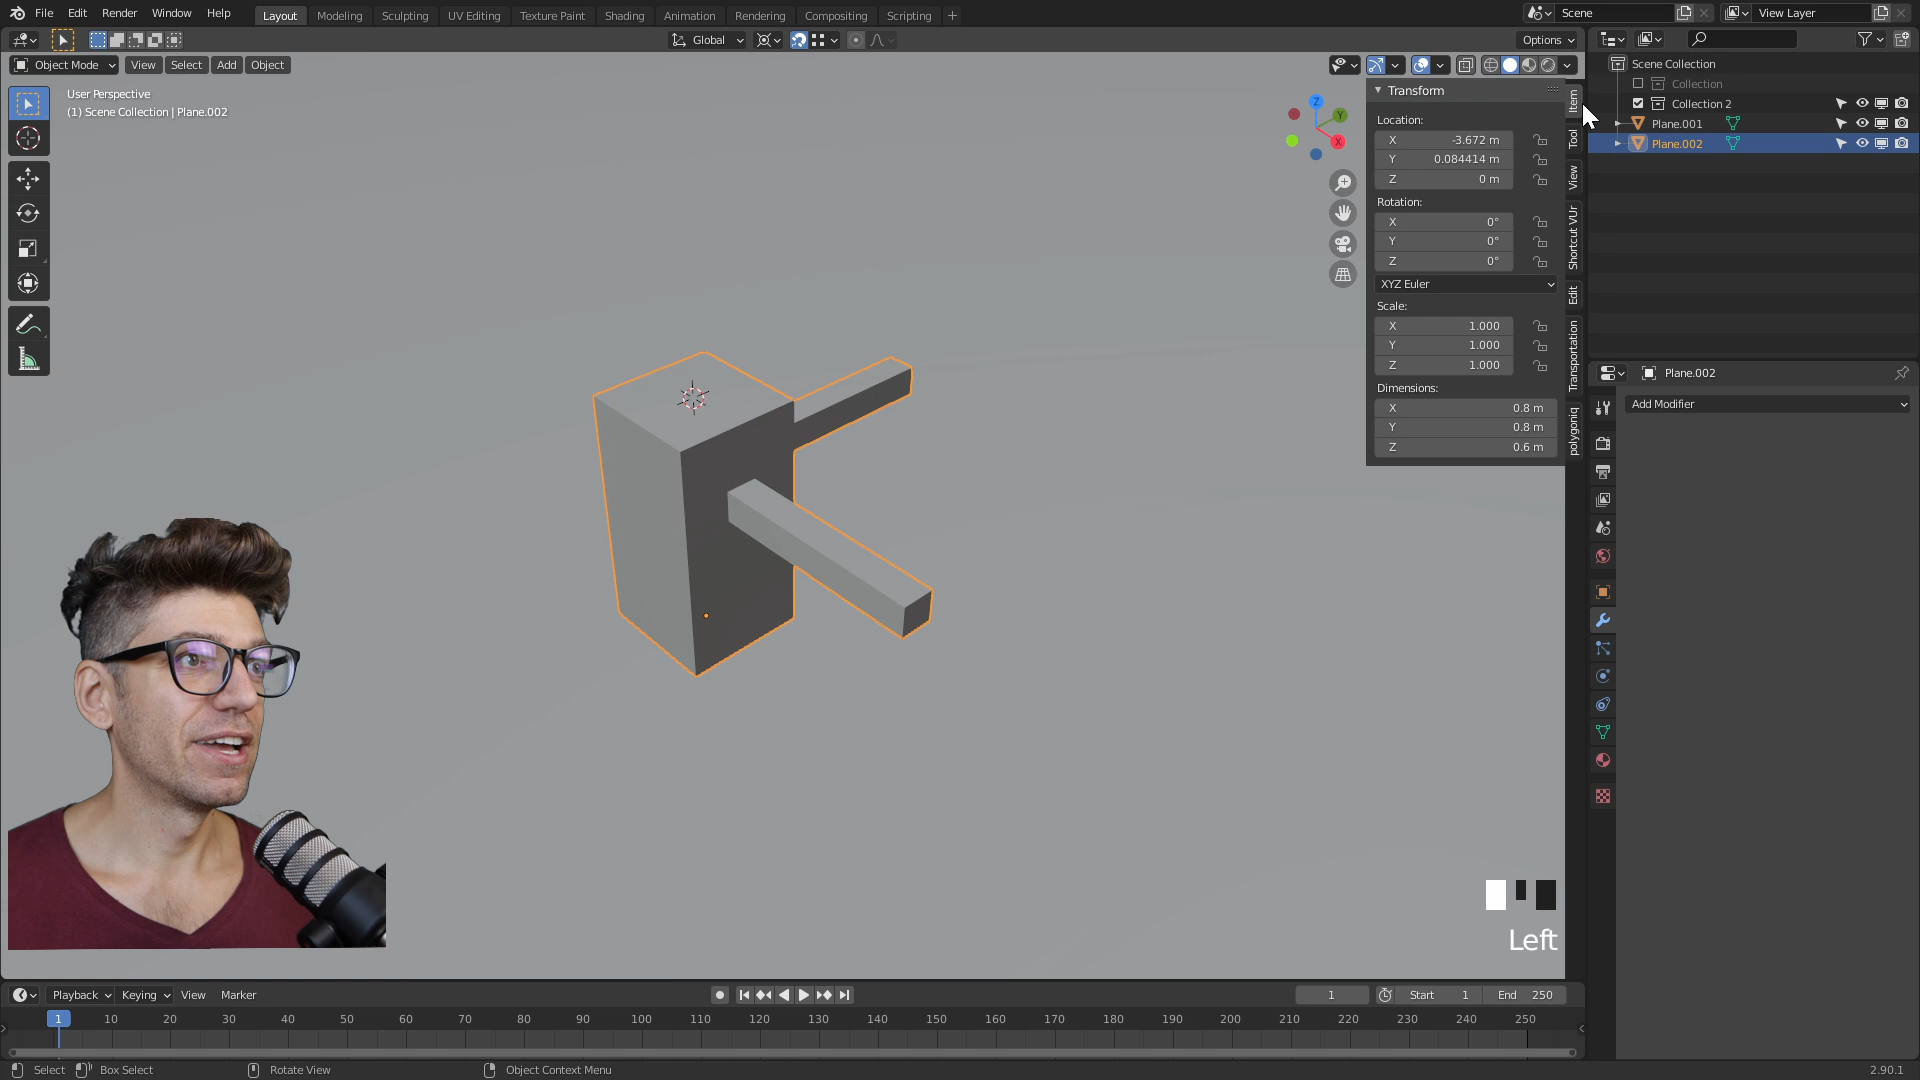 File Edit Render Window Help
Layout Modeling Sculpting UV Editing Texture Paint Shading Animation Rendering Compositing Scripting +
Scene
View Layer
Global
Options
Object Mode View Select Add Object
User Perspective
(1) Scene Collection | Plane.002
Z
Y
X
Transform
Location:
X -3.672 m
Y 0.084414 m
Z 0 m
Rotation:
X 0°
Y 0°
Z 0°
XYZ Euler
Scale:
X 1.000
Y 1.000
Z 1.000
Dimensions:
X 0.8 m
Y 0.8 m
Z 0.6 m
Item
Tool
View
Shortcut VUr
Edit
Transportation
polygoniq
Scene Collection
Collection
Collection 2
Plane.001
Plane.002
Plane.002
Add Modifier
Left
Playback Keying View Marker
1
Start 1
End 250
1 10 20 30 40 50 60 70 80 90 100 110 120 130 140 150 160 170 180 190 200 210 220 230 240 250
Select Box Select Rotate View Object Context Menu
2.90.1